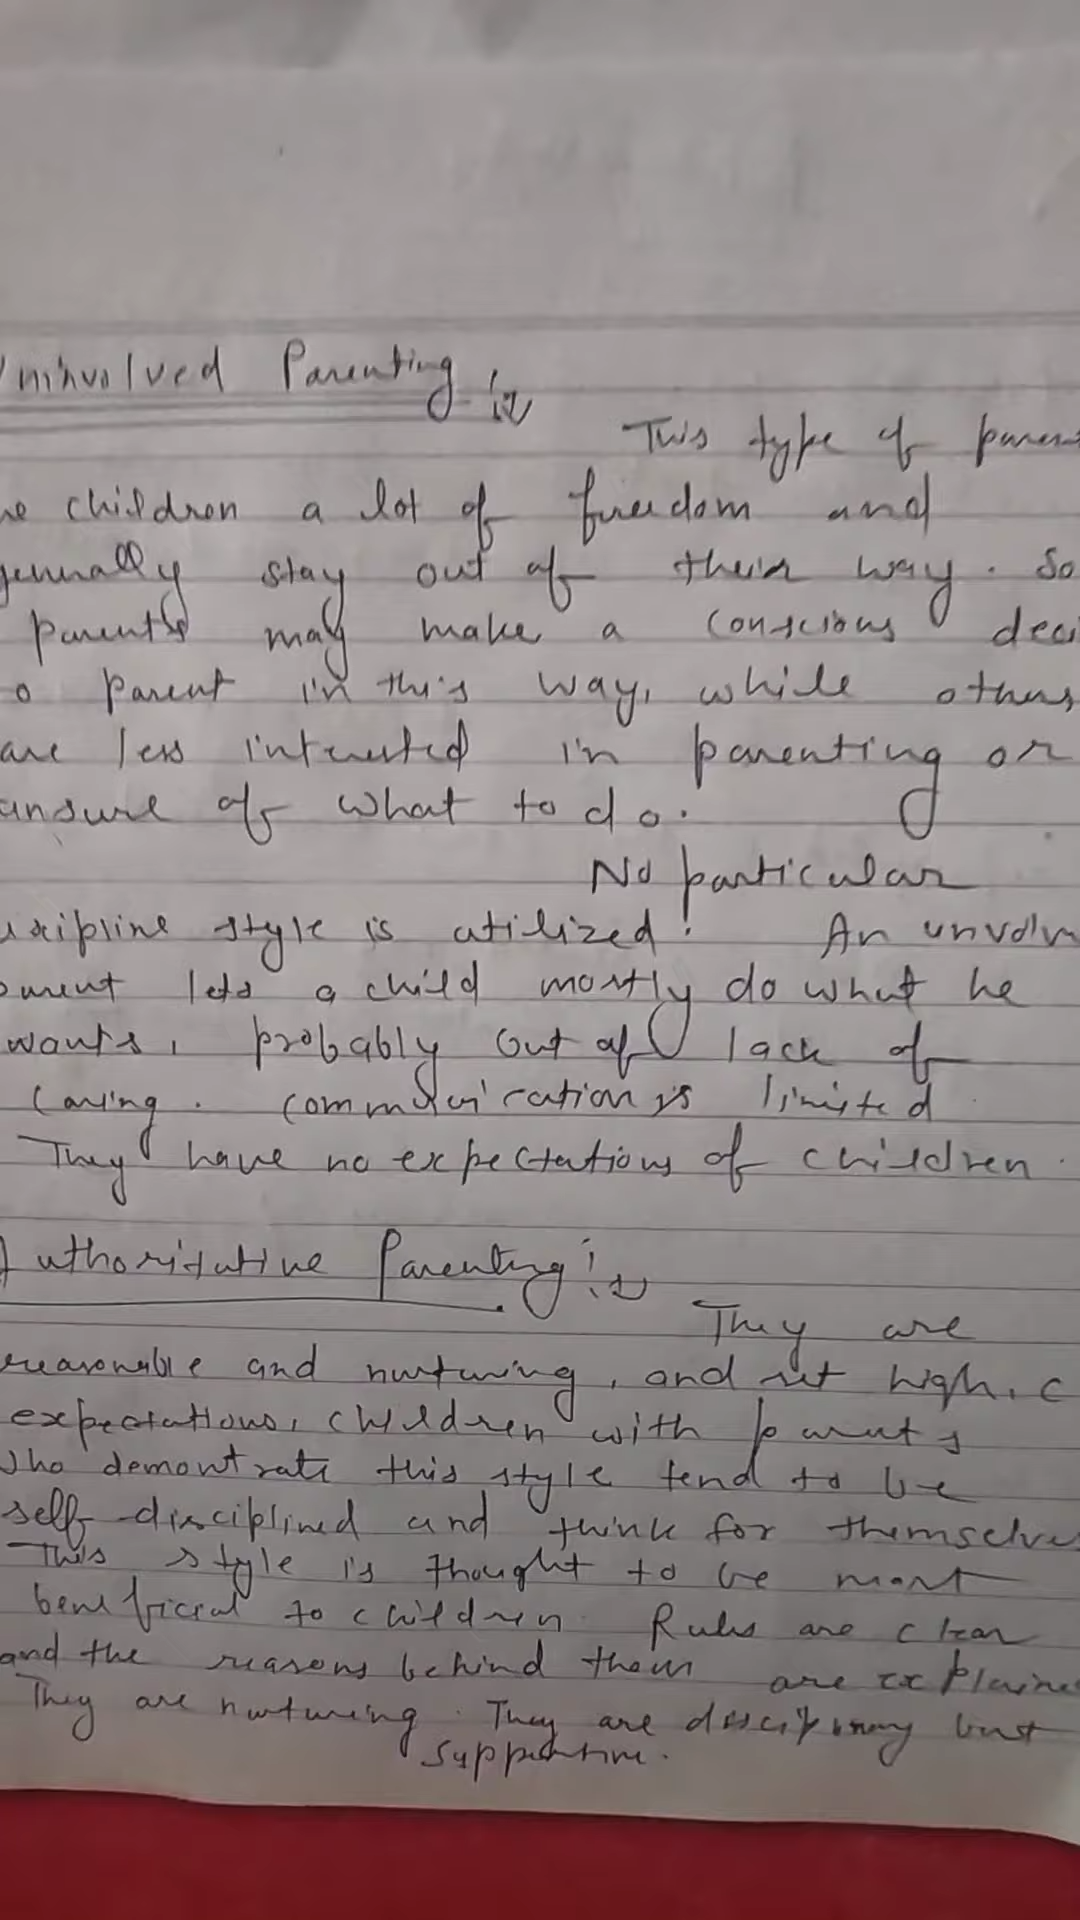 Uninvolved Parenting :-
This type of paren
ve children a lot of freedom and
generally stay out of their way. So
parents may make a conscious deci
to parent in this way, while others
are less interested in parenting or
unsure of what to do.
No particular
discipline style is utilized! An unvolv
parent lets a child mostly do what he
wants, probably out of lack of
caring. Communication is limited
They have no expectations of children.
Authoritative Parenting :-
They are
reasonable and nurturing, and set high, c
expectations, children with parents
who demontrate this style tend to be
self-disciplined and think for themselves
This style is thought to be most
beneficial to children. Rules are clear
and the reasons behind them are explaine
They are nurturing. They are but
supportive.